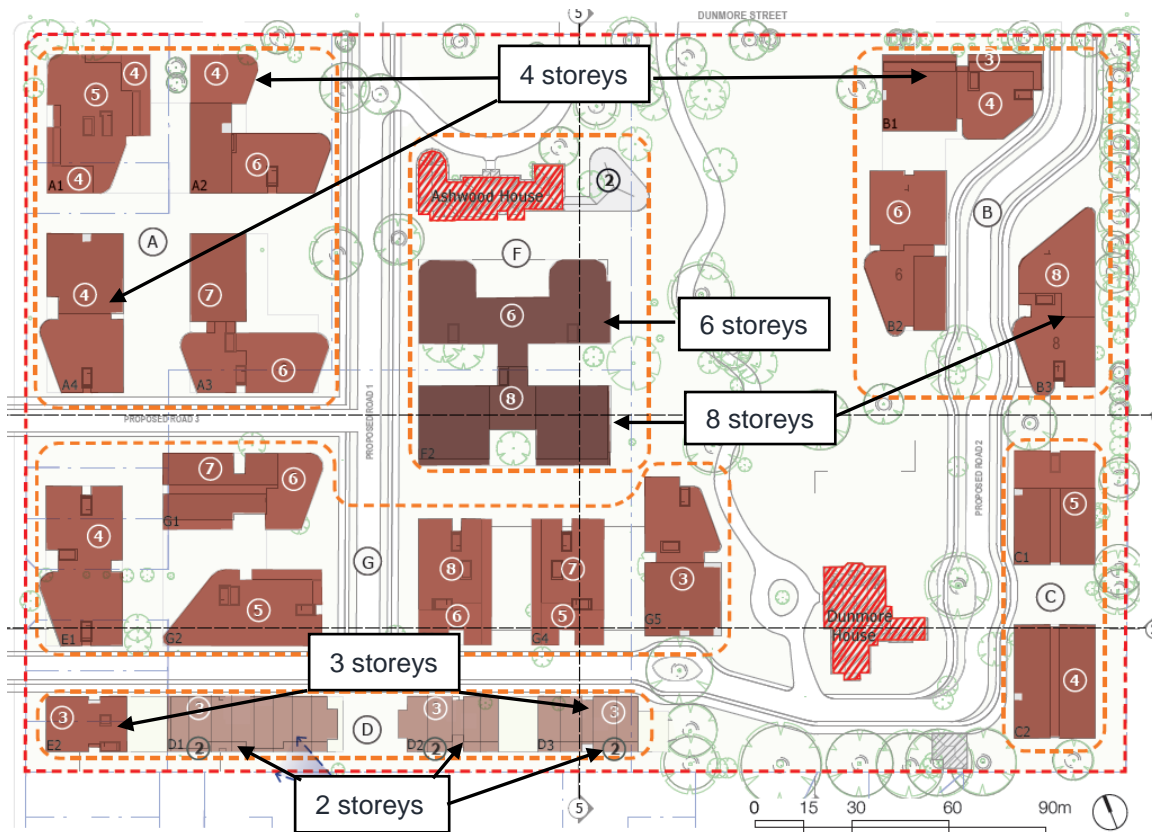 DUNMORE STREET
5
4 storeys
4
4
5
4
A1
6
A2
3
4
B1
Ashwood House
2
A
F
B
4
A4
7
6
A3
6
6 storeys
8
8 storeys
F2
6
6
B2
8
8
B3
PROPOSED ROAD 3
PROPOSED ROAD 1
PROPOSED ROAD 2
7
6
G1
4
E1
5
G2
G
8
6
7
5
G4
3
G5
Dunmore
House
5
C1
C
4
C2
3 storeys
3
E2
3
D1
2
D
3
D2
2
3
D3
2
2 storeys
5
0 15 30 60 90m